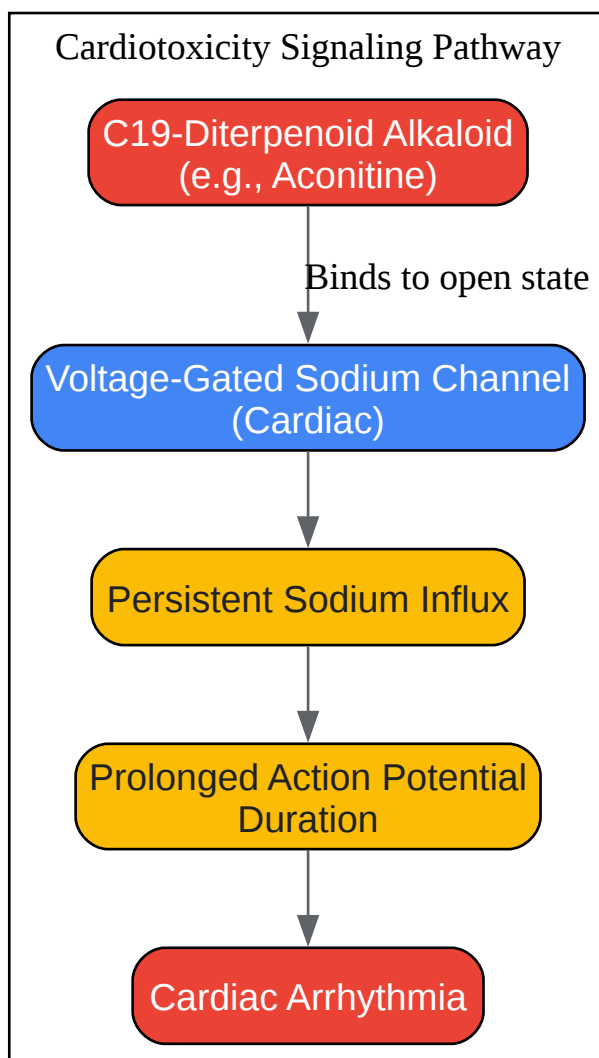 Cardiotoxicity Signaling Pathway
C19-Diterpenoid Alkaloid
(e.g., Aconitine)
Binds to open state
Voltage-Gated Sodium Channel
(Cardiac)
Persistent Sodium Influx
Prolonged Action Potential
Duration
Cardiac Arrhythmia